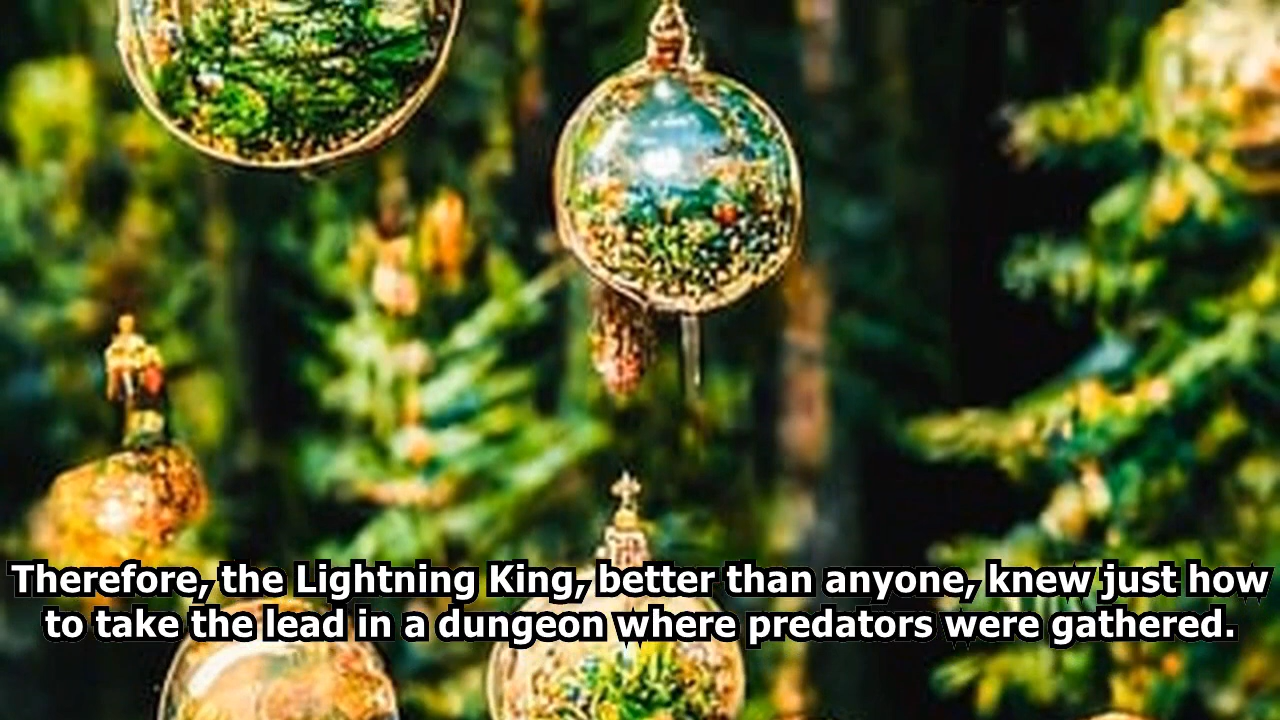 Therefore, the Lightning King, better than anyone, knew just how
to take the lead in a dungeon where predators were gathered.